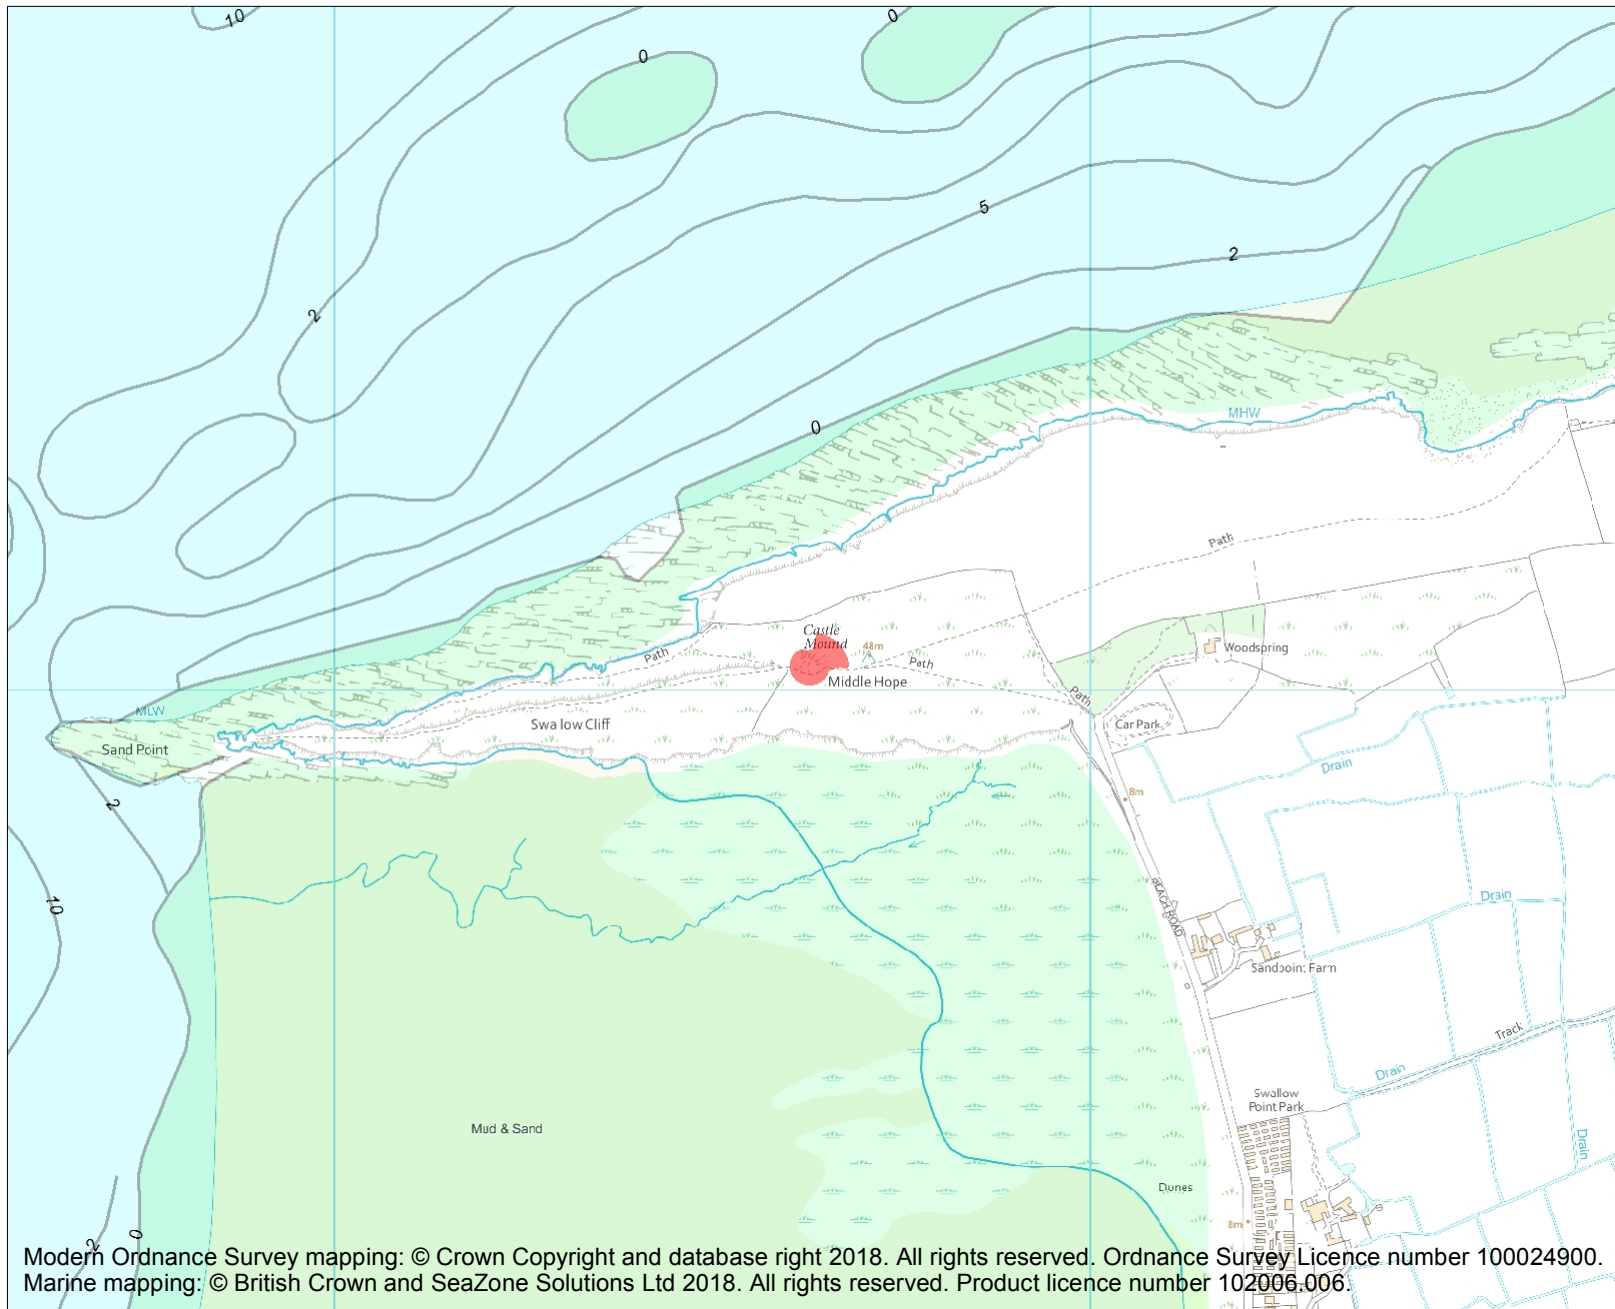 10
0
0
5
2
2
0
MHW
Path
Castle
Mound
48m
Path
Path
Middle Hope
Woodspring
Path
MLW
Sand Point
Swallow Cliff
Car Park
Drain
2
8m
10
BEACH ROAD
Drain
Sandpoint Farm
Track
Drain
Swallow
Point Park
Mud & Sand
Drain
Dunes
8m
2
0
Modern Ordnance Survey mapping: © Crown Copyright and database right 2018. All rights reserved. Ordnance Survey Licence number 100024900.
Marine mapping: © British Crown and SeaZone Solutions Ltd 2018. All rights reserved. Product licence number 102006.006.